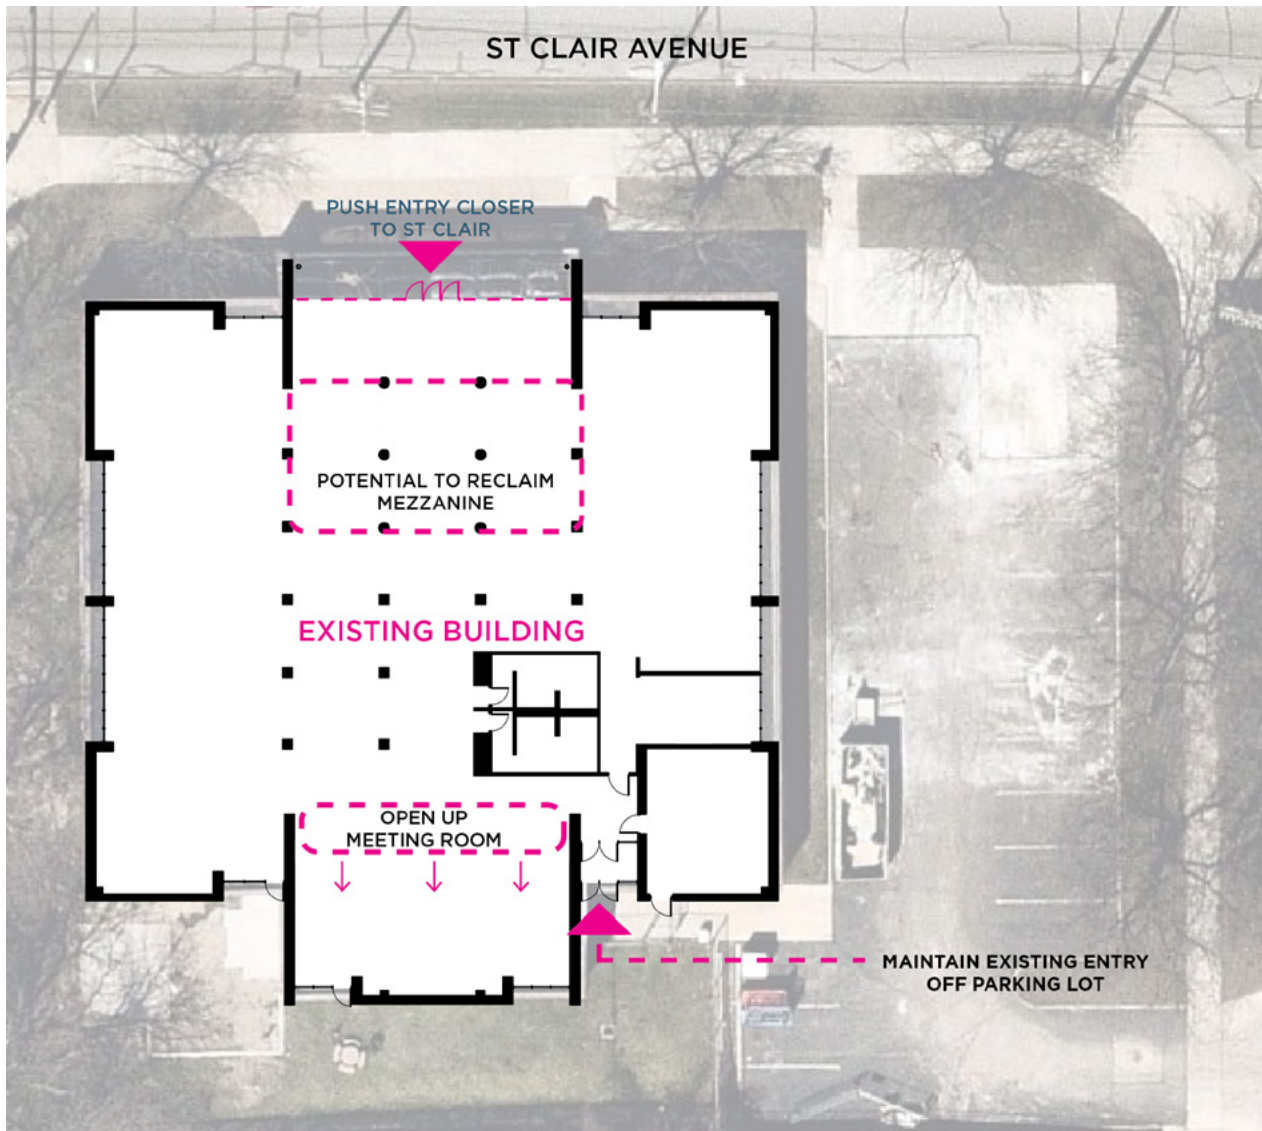 ST CLAIR AVENUE
PUSH ENTRY CLOSER
TO ST CLAIR
POTENTIAL TO RECLAIM
MEZZANINE
EXISTING BUILDING
OPEN UP
MEETING ROOM
MAINTAIN EXISTING ENTRY
OFF PARKING LOT